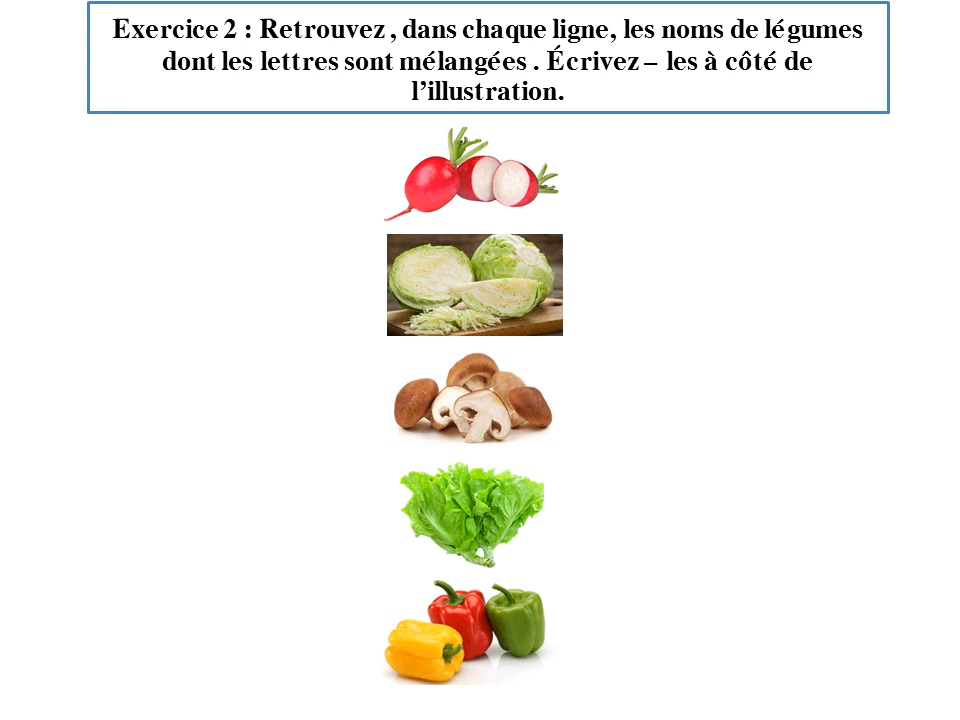 Exercice 2 : Retrouvez , dans chaque ligne, les noms de légumes
dont les lettres sont mélangées . Écrivez – les à côté de
l’illustration.